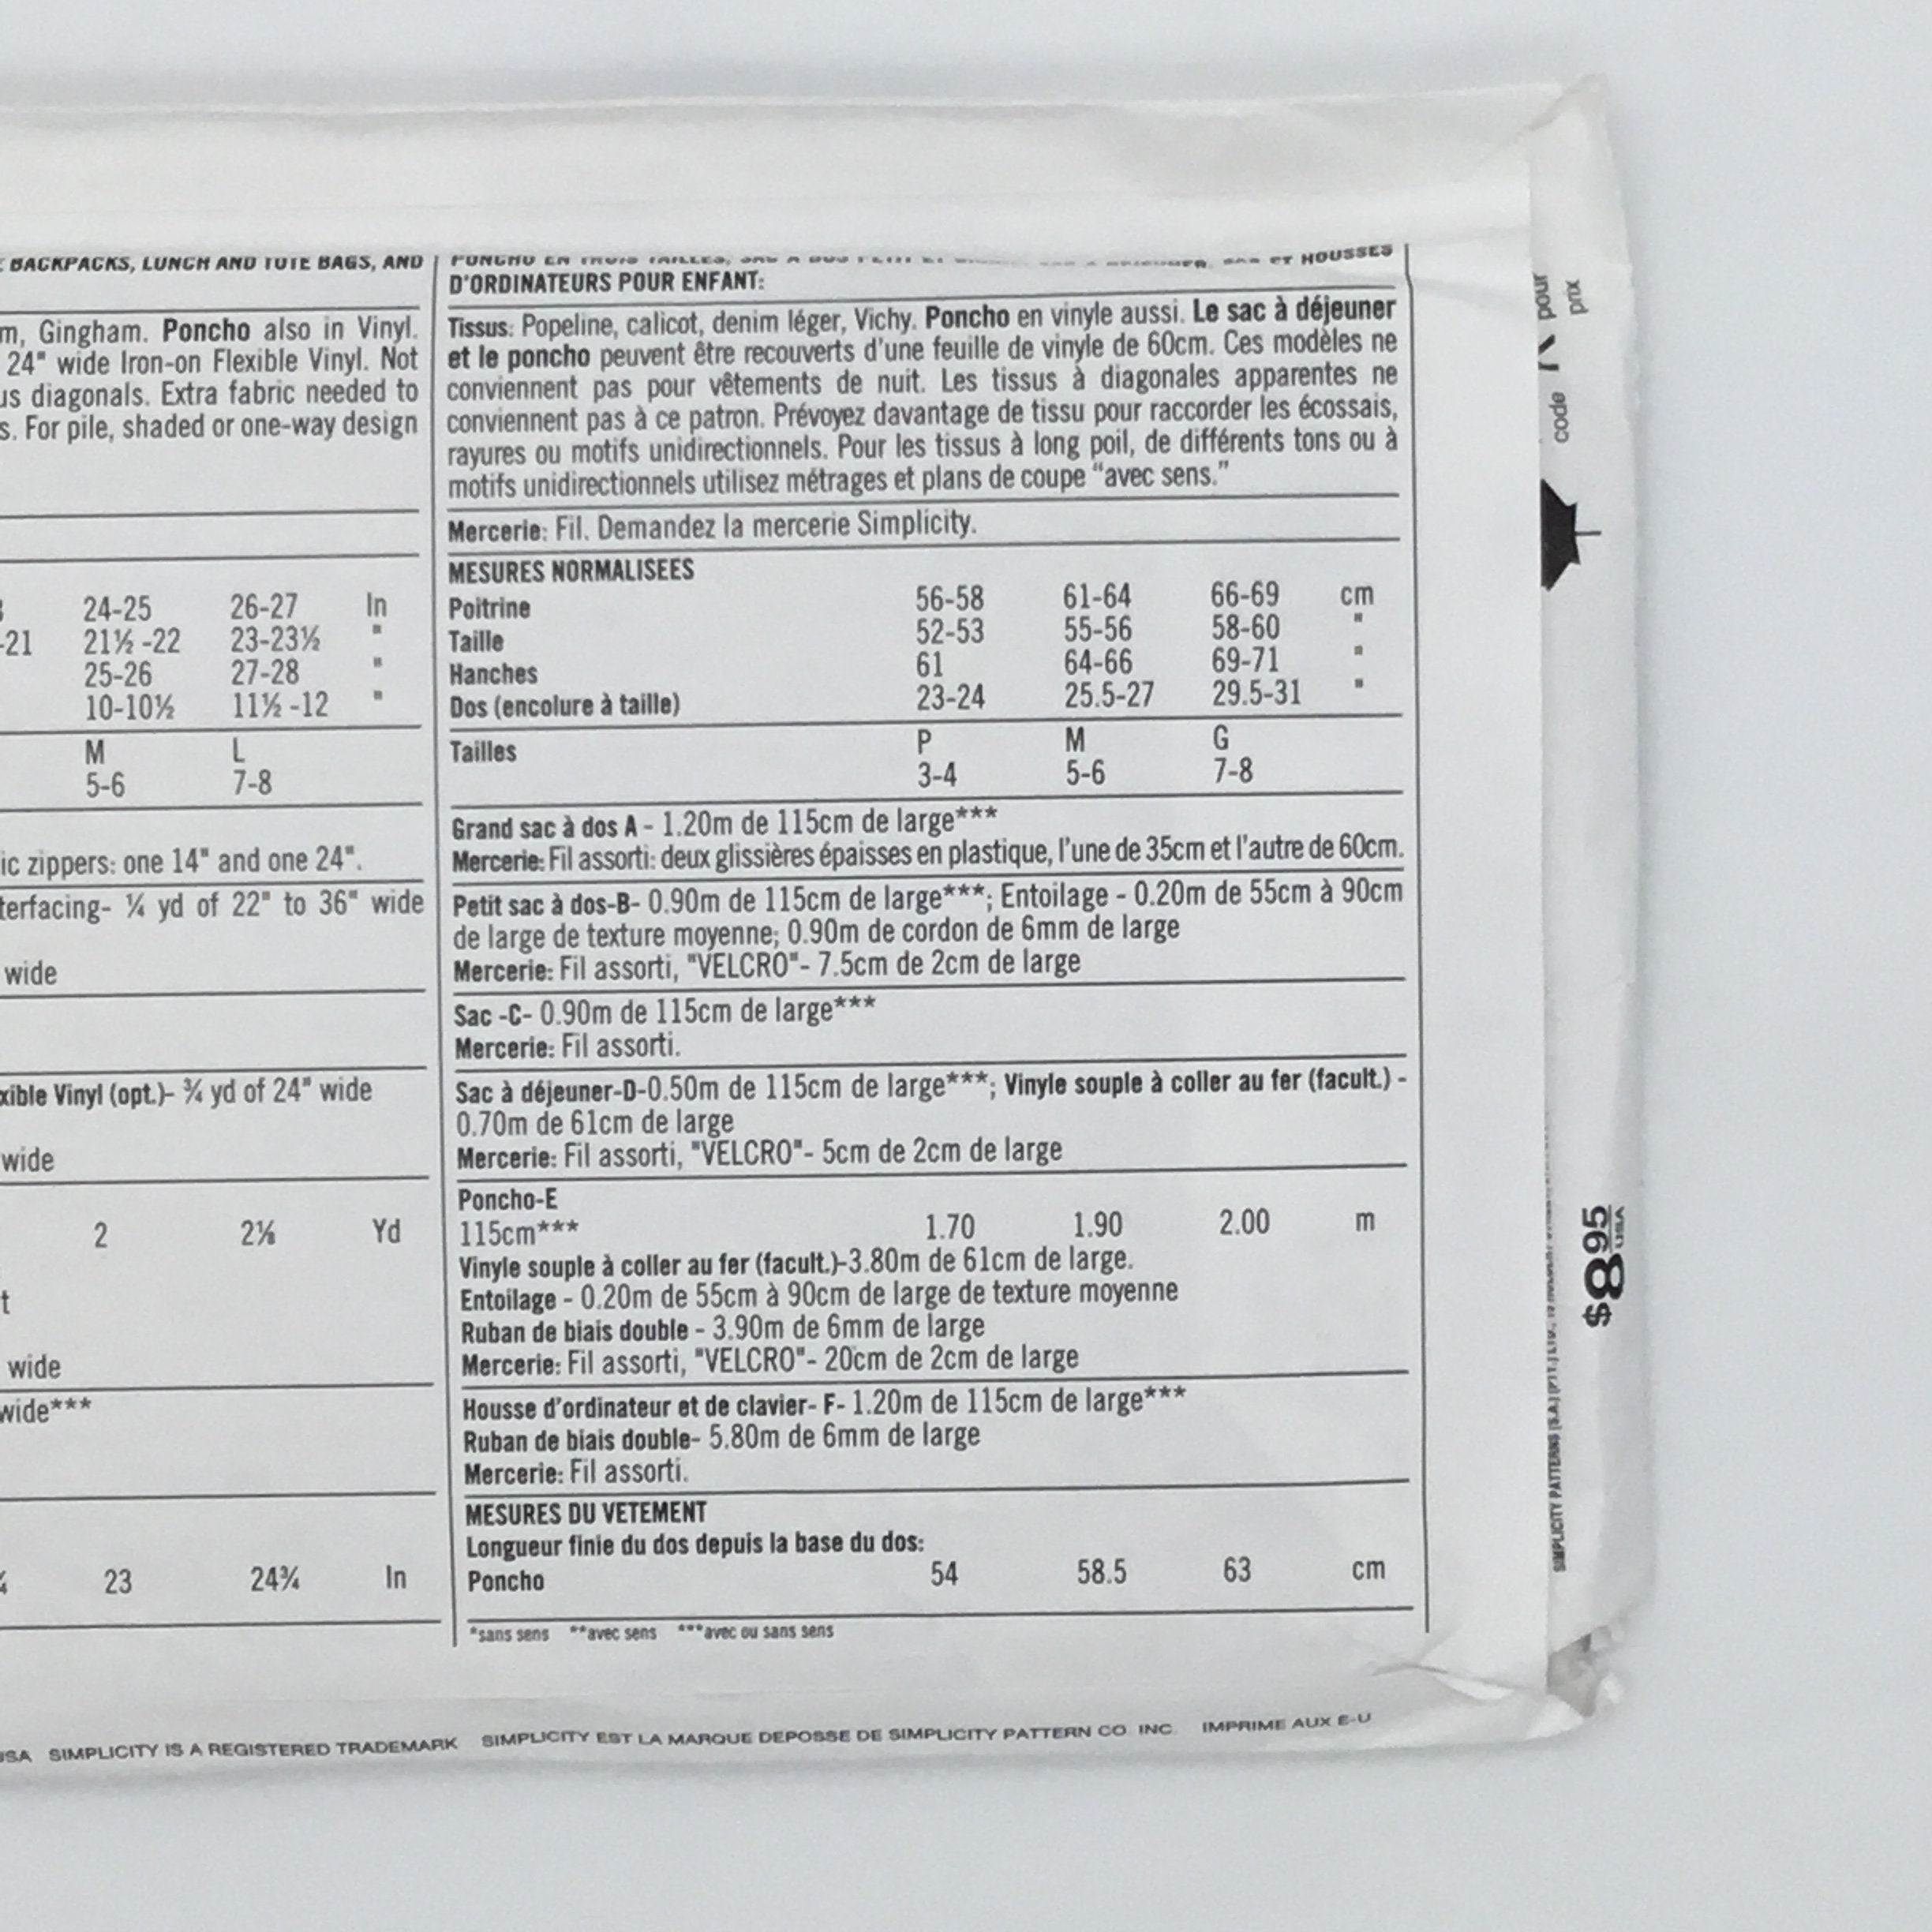 BACKPACKS, LUNCH AND TOTE BAGS, AND
m, Gingham. Poncho also in Vinyl.
24" wide Iron-on Flexible Vinyl. Not
us diagonals. Extra fabric needed to
s. For pile, shaded or one-way design
24-25 26-27 In
-21 21½ -22 23-23½ "
25-26 27-28 "
10-10½ 11½ -12 "
M L
5-6 7-8
ic zippers: one 14" and one 24".
terfacing- ¼ yd of 22" to 36" wide
wide
xible Vinyl (opt.)- ¾ yd of 24" wide
wide
2 2⅛ Yd
t
wide
wide***
23 24¾ In
PONCHO EN TROIS TAILLES, SAC A DOS PETIT ET HOUSSES
D'ORDINATEURS POUR ENFANT:
Tissus: Popeline, calicot, denim léger, Vichy. Poncho en vinyle aussi. Le sac à déjeuner
et le poncho peuvent être recouverts d'une feuille de vinyle de 60cm. Ces modèles ne
conviennent pas pour vêtements de nuit. Les tissus à diagonales apparentes ne
conviennent pas à ce patron. Prévoyez davantage de tissu pour raccorder les écossais,
rayures ou motifs unidirectionnels. Pour les tissus à long poil, de différents tons ou à
motifs unidirectionnels utilisez métrages et plans de coupe "avec sens."
Mercerie: Fil. Demandez la mercerie Simplicity.
MESURES NORMALISEES
Poitrine 56-58 61-64 66-69 cm
Taille 52-53 55-56 58-60 "
Hanches 61 64-66 69-71 "
Dos (encolure à taille) 23-24 25.5-27 29.5-31 "
Tailles P M G
3-4 5-6 7-8
Grand sac à dos A - 1.20m de 115cm de large***
Mercerie: Fil assorti: deux glissières épaisses en plastique, l'une de 35cm et l'autre de 60cm.
Petit sac à dos-B- 0.90m de 115cm de large***; Entoilage - 0.20m de 55cm à 90cm
de large de texture moyenne; 0.90m de cordon de 6mm de large
Mercerie: Fil assorti, "VELCRO"- 7.5cm de 2cm de large
Sac -C- 0.90m de 115cm de large***
Mercerie: Fil assorti.
Sac à déjeuner-D-0.50m de 115cm de large***; Vinyle souple à coller au fer (facult.) -
0.70m de 61cm de large
Mercerie: Fil assorti, "VELCRO"- 5cm de 2cm de large
Poncho-E
115cm*** 1.70 1.90 2.00 m
Vinyle souple à coller au fer (facult.)-3.80m de 61cm de large.
Entoilage - 0.20m de 55cm à 90cm de large de texture moyenne
Ruban de biais double - 3.90m de 6mm de large
Mercerie: Fil assorti, "VELCRO"- 20cm de 2cm de large
Housse d'ordinateur et de clavier- F- 1.20m de 115cm de large***
Ruban de biais double- 5.80m de 6mm de large
Mercerie: Fil assorti.
MESURES DU VETEMENT
Longueur finie du dos depuis la base du dos:
Poncho 54 58.5 63 cm
*sans sens **avec sens ***avec ou sans sens
USA SIMPLICITY IS A REGISTERED TRADEMARK SIMPLICITY EST LA MARQUE DEPOSSE DE SIMPLICITY PATTERN CO. INC. IMPRIME AUX E-U
code pour
prix
$8.95
USA
SIMPLICITY PATTERNS (S.A.) (PTY.) LTD.,